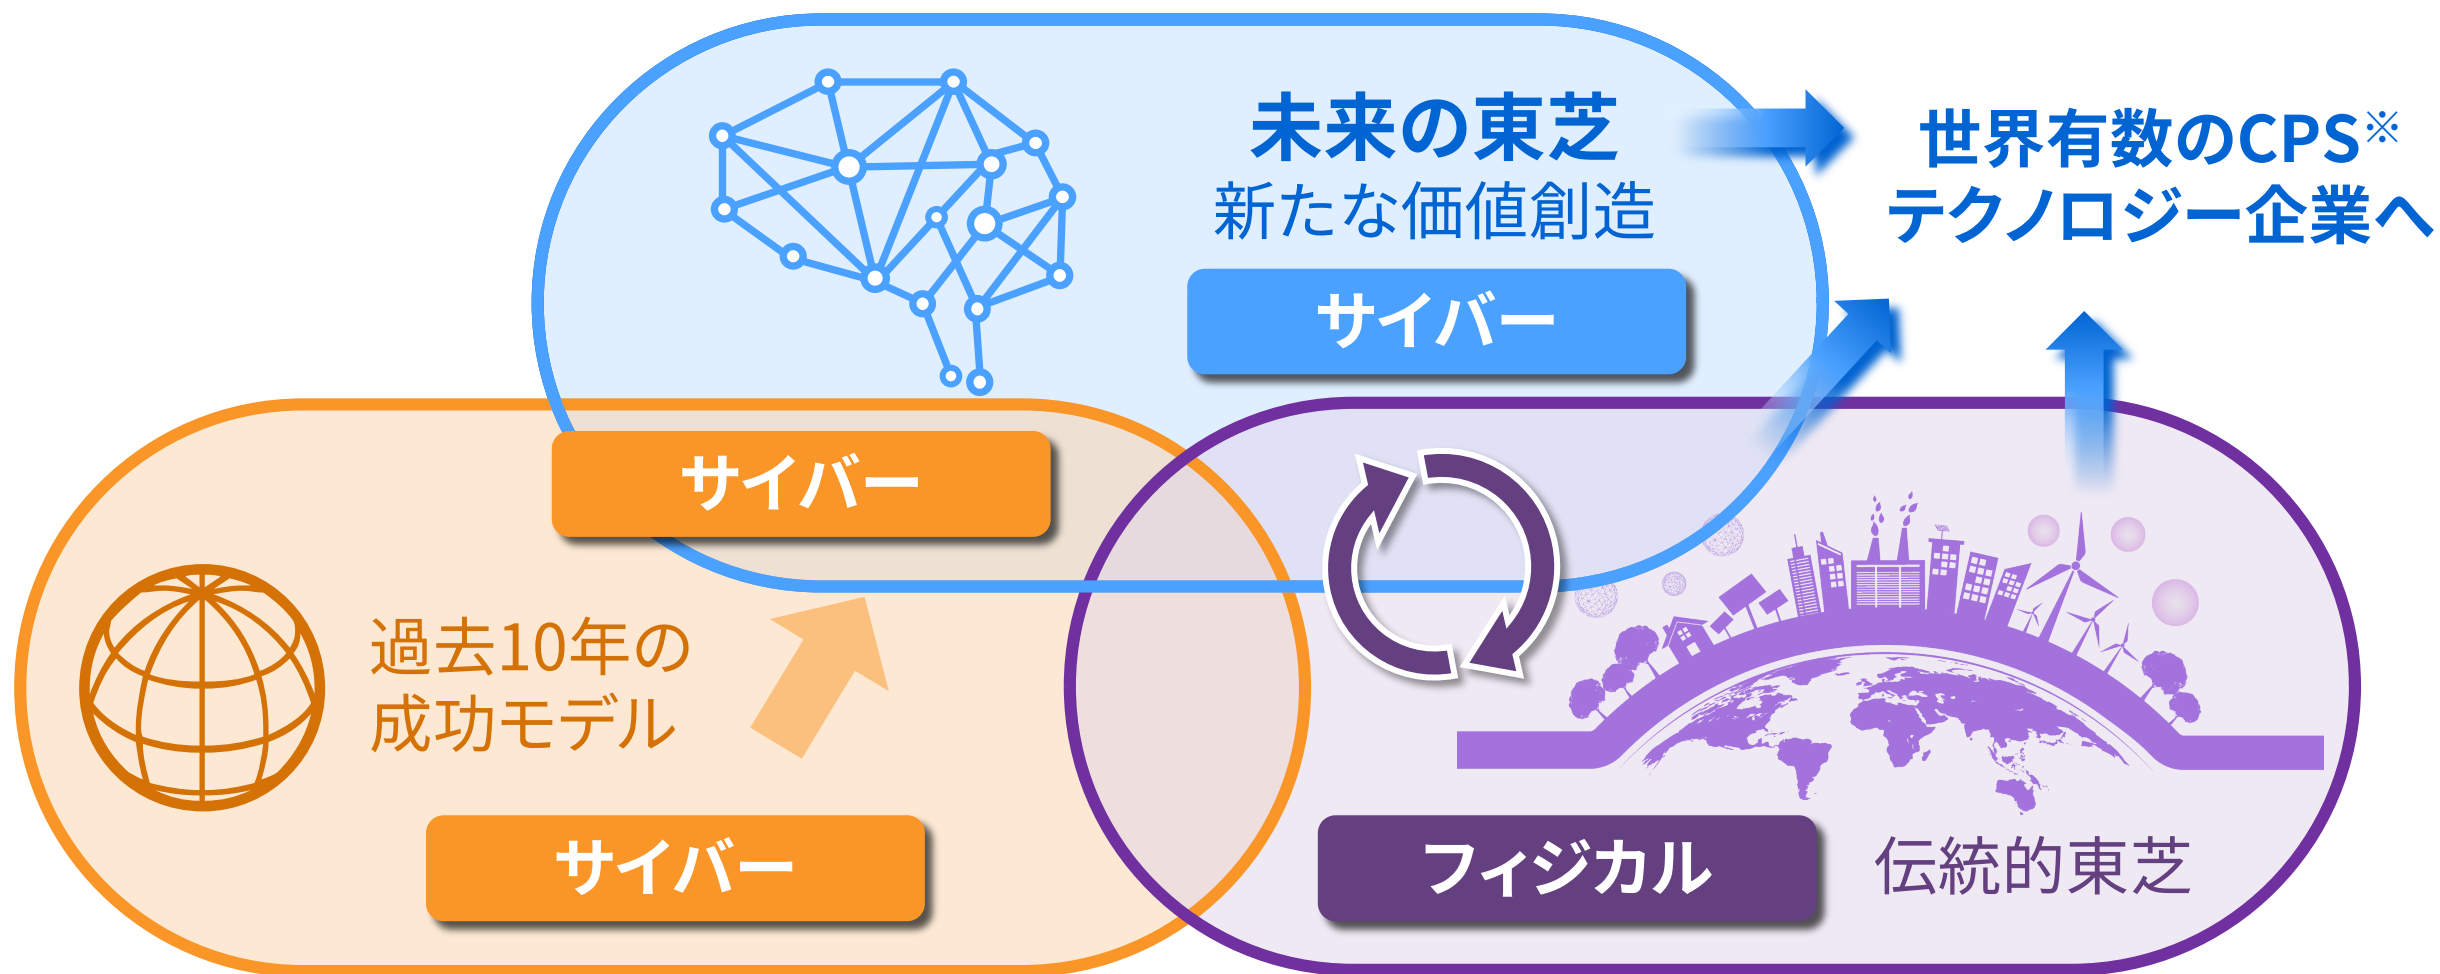 未来の東芝
新たな価値創造
サイバー
世界有数のCPS※
テクノロジー企業へ
サイバー
過去10年の
成功モデル
サイバー
フィジカル
伝統的東芝